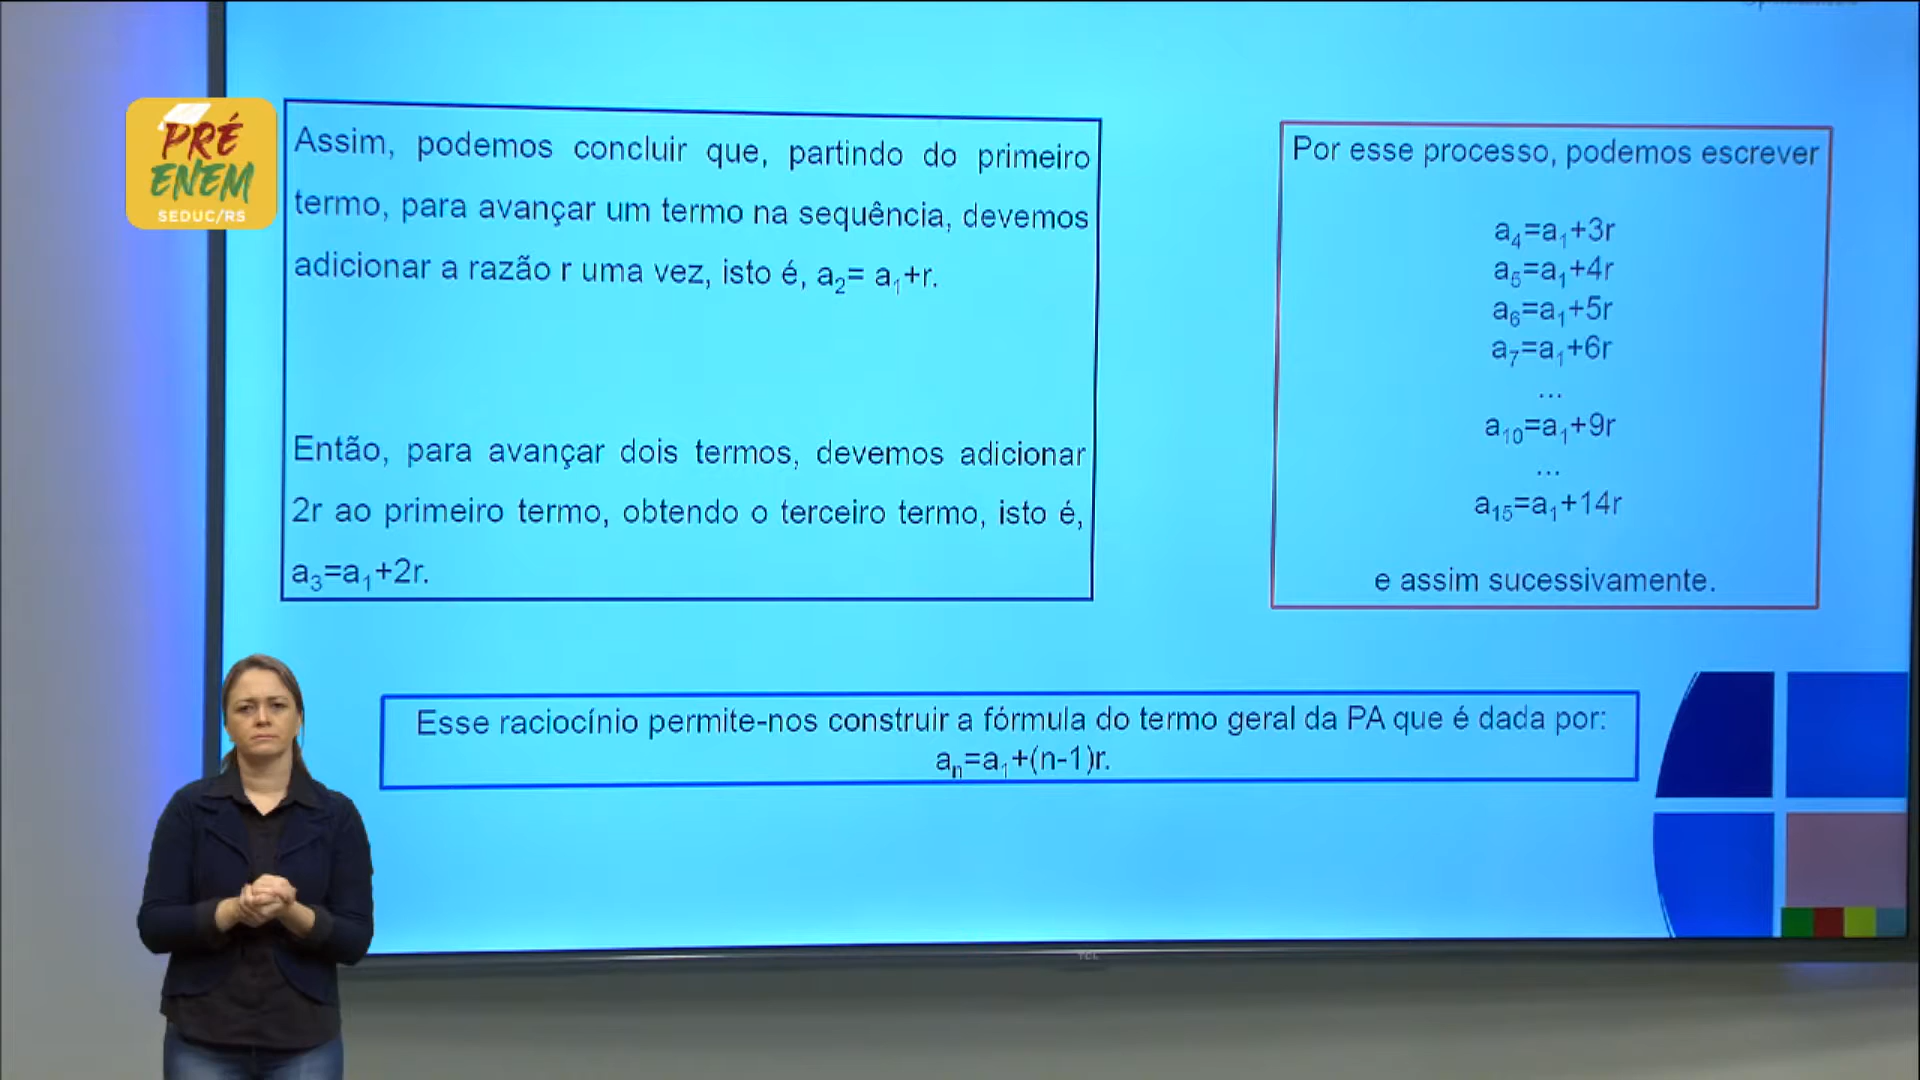 PRÉ
ENEM
SEDUC/RS
Assim, podemos concluir que, partindo do primeiro
termo, para avançar um termo na sequência, devemos
adicionar a razão r uma vez, isto é, a₂= a₁+r.
Então, para avançar dois termos, devemos adicionar
2r ao primeiro termo, obtendo o terceiro termo, isto é,
a₃=a₁+2r.
Por esse processo, podemos escrever
a₄=a₁+3r
a₅=a₁+4r
a₆=a₁+5r
a₇=a₁+6r
...
a₁₀=a₁+9r
...
a₁₅=a₁+14r
e assim sucessivamente.
Esse raciocínio permite-nos construir a fórmula do termo geral da PA que é dada por:
aₙ=a₁+(n-1)r.
TCL